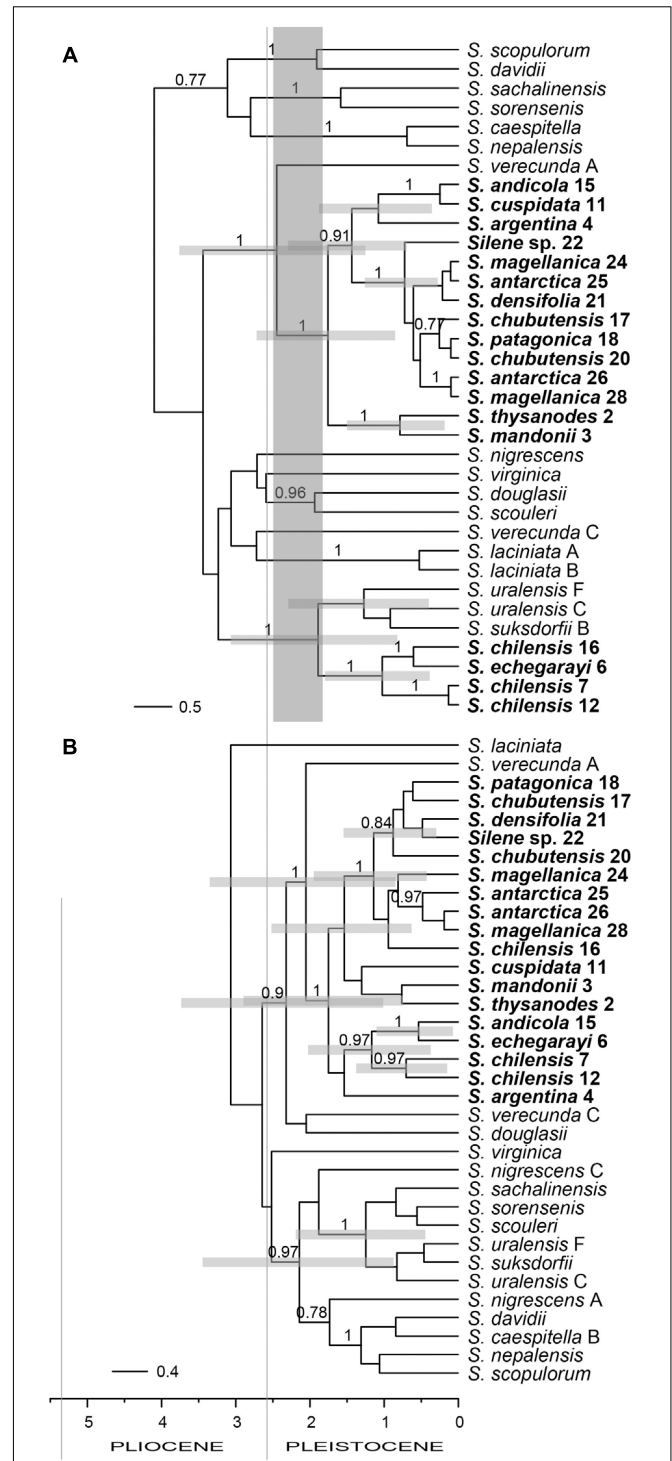 A
1
S. scopulorum
S. davidii
0.77
1
S. sachalinensis
S. sorensenis
1
S. caespitella
S. nepalensis
S. verecunda A
1
S. andicola 15
S. cuspidata 11
S. argentina 4
1
0.91
Silene sp. 22
1
S. magellanica 24
S. antarctica 25
S. densifolia 21
0.77
S. chubutensis 17
1
S. patagonica 18
S. chubutensis 20
1
S. antarctica 26
S. magellanica 28
1
S. thysanodes 2
S. mandonii 3
S. nigrescens
S. virginica
0.96
S. douglasii
S. scouleri
S. verecunda C
1
S. laciniata A
S. laciniata B
S. uralensis F
S. uralensis C
1
S. suksdorfii B
S. chilensis 16
1
S. echegarayi 6
1
S. chilensis 7
0.5
S. chilensis 12
B
S. laciniata
S. verecunda A
S. patagonica 18
S. chubutensis 17
0.84
S. densifolia 21
Silene sp. 22
S. chubutensis 20
1
1
S. magellanica 24
0.97
S. antarctica 25
S. antarctica 26
S. magellanica 28
S. chilensis 16
S. cuspidata 11
S. mandonii 3
0.9
1
S. thysanodes 2
1
S. andicola 15
0.97
S. echegarayi 6
0.97
S. chilensis 7
S. chilensis 12
S. argentina 4
S. verecunda C
S. douglasii
S. virginica
S. nigrescens C
S. sachalinensis
S. sorensenis
1
S. scouleri
0.97
S. uralensis F
S. suksdorfii
S. uralensis C
0.78
S. nigrescens A
S. davidii
1
S. caespitella B
S. nepalensis
0.4
S. scopulorum
5 4 3 2 1 0
PLIOCENE PLEISTOCENE